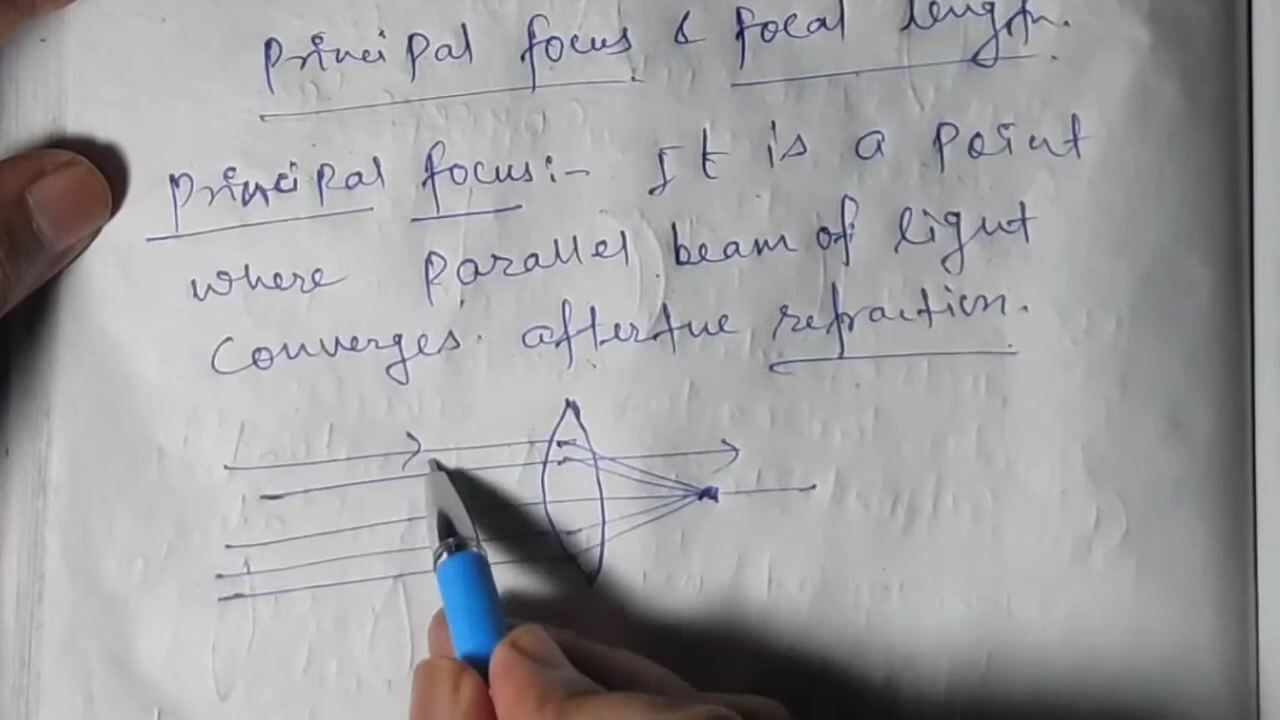 Principal focus & focal length.
Principal focus:- It is a point
where parallel beam of light
converges. after the refraction.